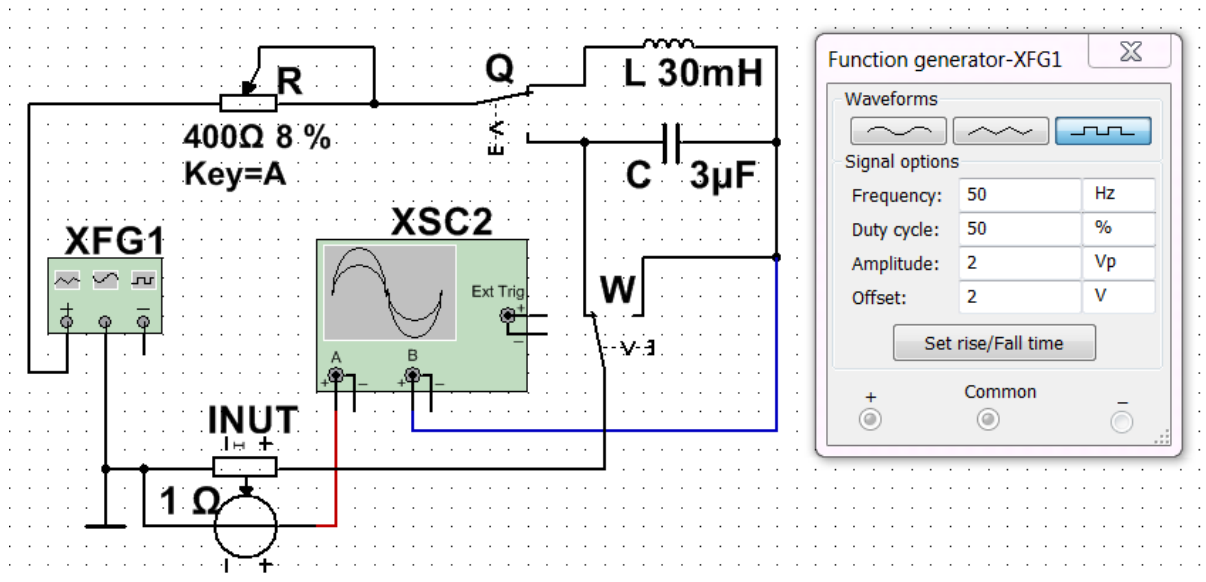 R
400Ω 8 %
Key=A
Q
E
L 30mH
C 3µF
XFG1
XSC2
Ext Trig
+
−
A
B
+ − + −
W
E
+ −
INUT
I H +
1 Ω
I +
Function generator-XFG1
X
Waveforms
Signal options
Frequency: 50 Hz
Duty cycle: 50 %
Amplitude: 2 Vp
Offset: 2 V
Set rise/Fall time
+ Common −